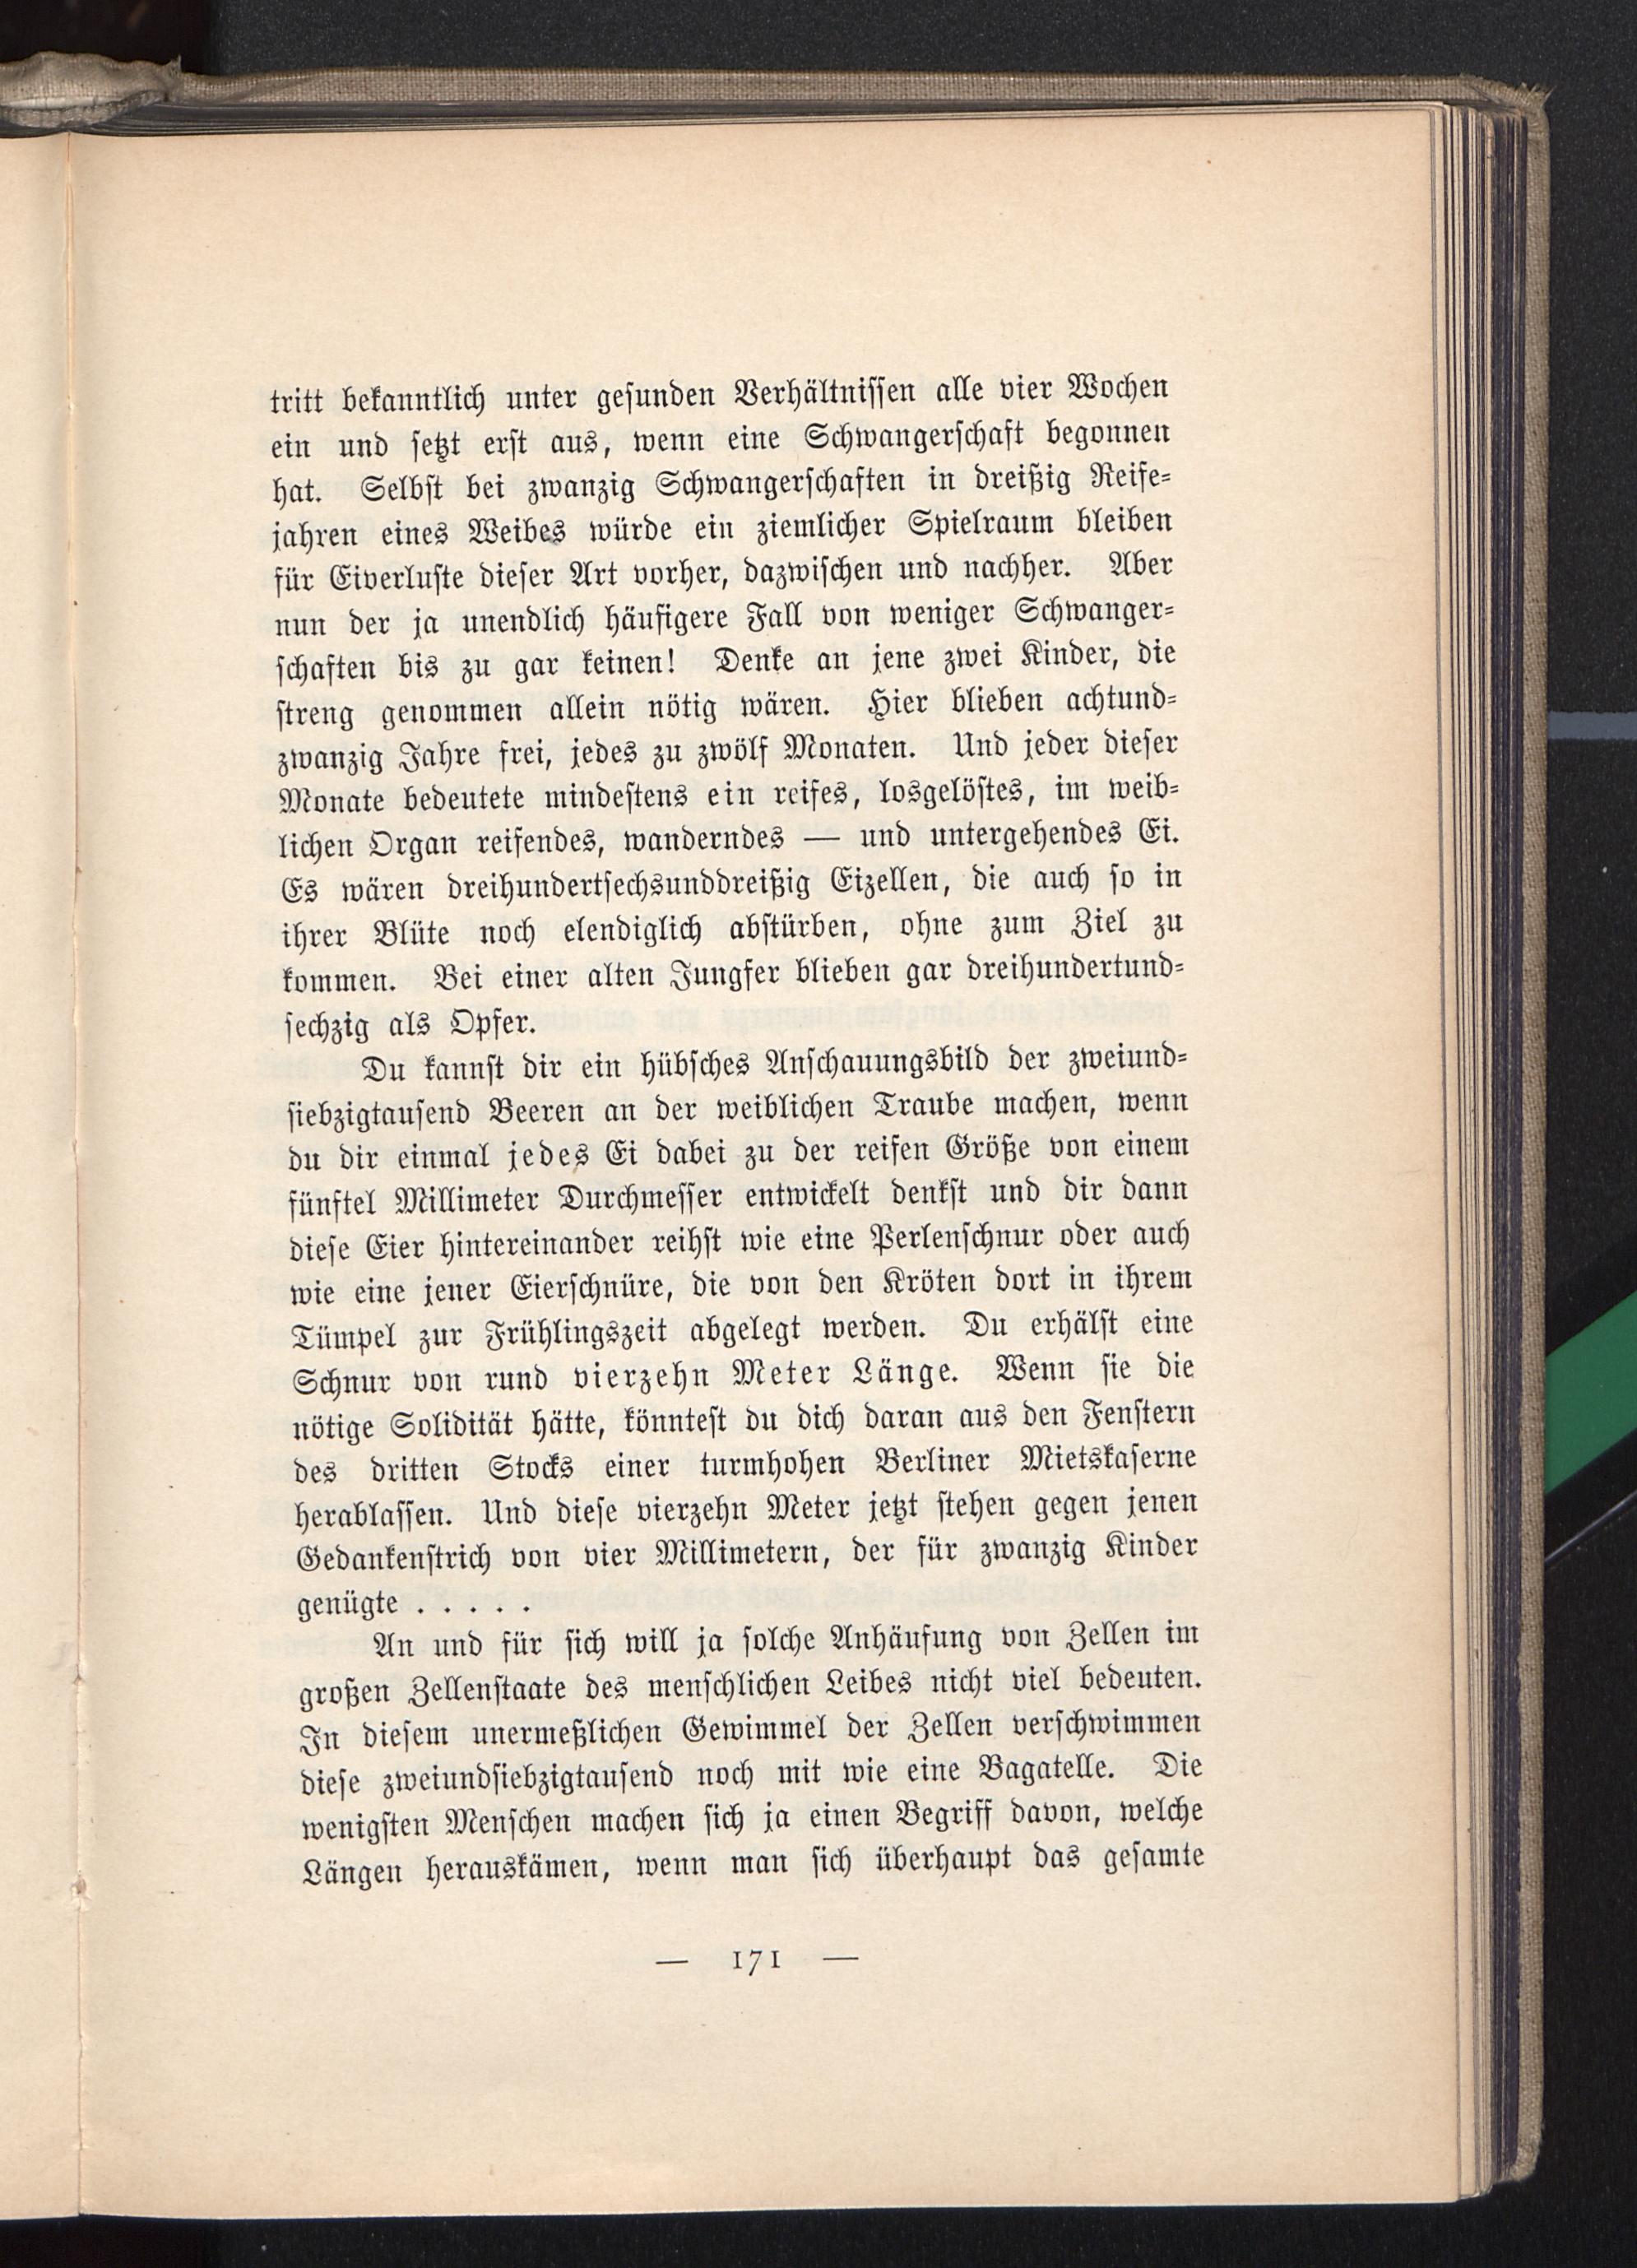 tritt bekanntlich unter gesunden Verhältnissen alle vier Wochen
ein und setzt erst aus, wenn eine Schwangerschaft begonnen
hat. Selbst bei zwanzig Schwangerschaften in dreißig Reife-
jahren eines Weibes würde ein ziemlicher Spielraum bleiben
für Eiverluste dieser Art vorher, dazwischen und nachher. Aber
nun der ja unendlich häufigere Fall von weniger Schwanger-
schaften bis zu gar keinen! Denke an jene zwei Kinder, die
streng genommen allein nötig wären. Hier blieben achtund-
zwanzig Jahre frei, jedes zu zwölf Monaten. Und jeder dieser
Monate bedeutete mindestens ein reifes, losgelöstes, im weib-
lichen Organ reifendes, wanderndes — und untergehendes Ei.
Es wären dreihundertsechsunddreißig Eizellen, die auch so in
ihrer Blüte noch elendiglich abstürben, ohne zum Ziel zu
kommen. Bei einer alten Jungfer blieben gar dreihundertund-
sechzig als Opfer.
Du kannst dir ein hübsches Anschauungsbild der zweiund-
siebzigtausend Beeren an der weiblichen Traube machen, wenn
du dir einmal jedes Ei dabei zu der reifen Größe von einem
fünftel Millimeter Durchmesser entwickelt denkst und dir dann
diese Eier hintereinander reihst wie eine Perlenschnur oder auch
wie eine jener Eierschnüre, die von den Kröten dort in ihrem
Tümpel zur Frühlingszeit abgelegt werden. Du erhälst eine
Schnur von rund vierzehn Meter Länge. Wenn sie die
nötige Solidität hätte, könntest du dich daran aus den Fenstern
des dritten Stocks einer turmhohen Berliner Mietskaserne
herablassen. Und diese vierzehn Meter jetzt stehen gegen jenen
Gedankenstrich von vier Millimetern, der für zwanzig Kinder
genügte . . . . .
An und für sich will ja solche Anhäufung von Zellen im
großen Zellenstaate des menschlichen Leibes nicht viel bedeuten.
In diesem unermeßlichen Gewimmel der Zellen verschwimmen
diese zweiundsiebzigtausend noch mit wie eine Bagatelle. Die
wenigsten Menschen machen sich ja einen Begriff davon, welche
Längen herauskämen, wenn man sich überhaupt das gesamte
— 171 —